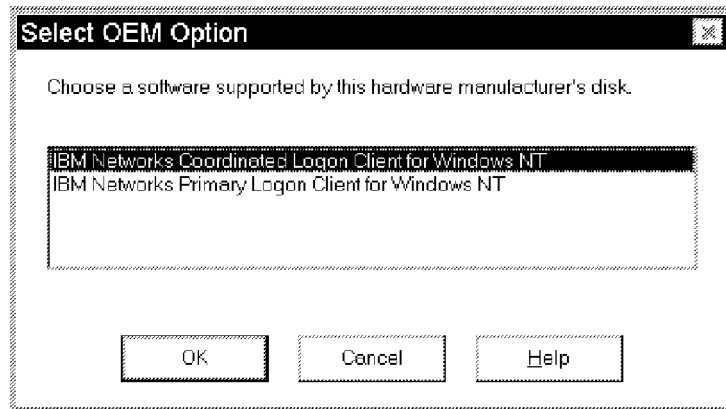 Select OEM Option
Choose a software supported by this hardware manufacturer's disk.
IBM Networks Coordinated Logon Client for Windows NT
IBM Networks Primary Logon Client for Windows NT
OK Cancel Help